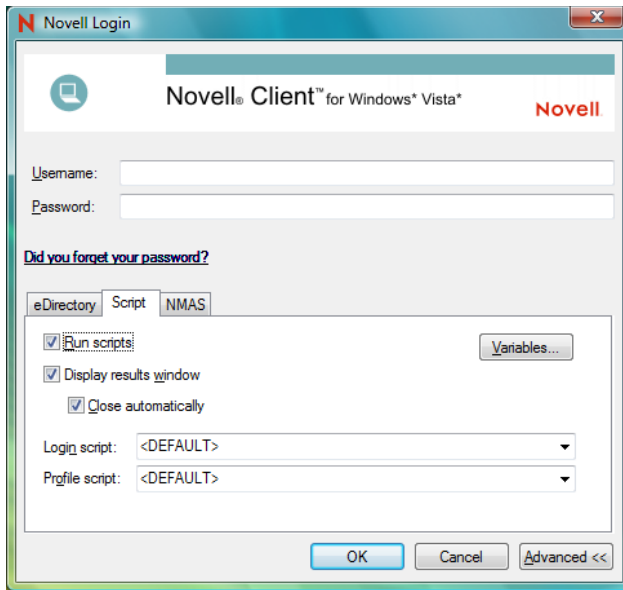 Novell Login
Novell® Client™ for Windows* Vista*
Novell.
Username:
Password:
Did you forget your password?
eDirectory Script NMAS
Run scripts Variables...
Display results window
Close automatically
Login script: <DEFAULT>
Profile script: <DEFAULT>
OK Cancel Advanced <<